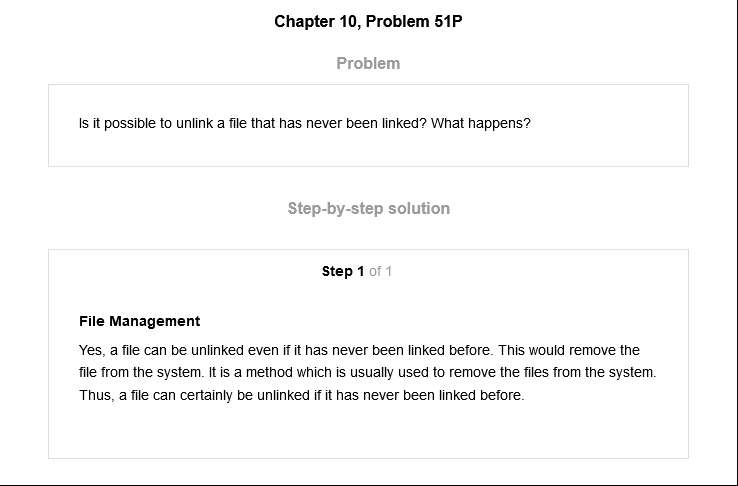 Chapter 10, Problem 51P
Problem
Is it possible to unlink a file that has never been linked? What happens?
Step-by-step solution
Step 1 of 1
File Management
Yes, a file can be unlinked even if it has never been linked before. This would remove the
file from the system. It is a method which is usually used to remove the files from the system.
Thus, a file can certainly be unlinked if it has never been linked before.